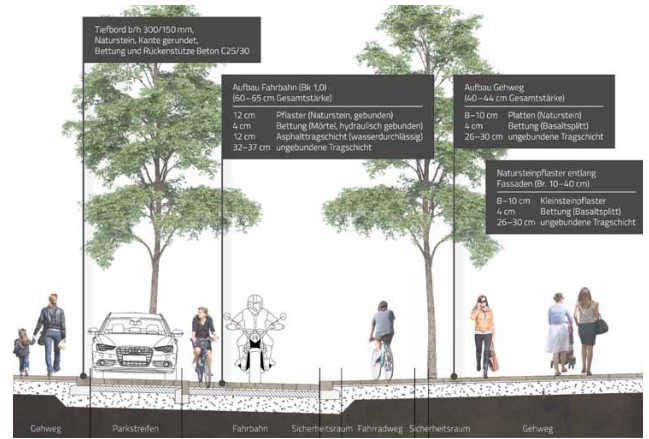 Tiefbord b/h 300/150 mm,
Naturstein, Kante gerundet,
Bettung und Rückenstütze Beton C25/30
Aufbau Fahrbahn (Bk 1,0)
(60–65 cm Gesamtstärke)
12 cm Pflaster (Naturstein, gebunden)
4 cm Bettung (Mörtel, hydraulisch gebunden)
12 cm Asphalttragschicht (wasserdurchlässig)
32–37 cm ungebundene Tragschicht
Aufbau Gehweg
(40–44 cm Gesamtstärke)
8–10 cm Platten (Naturstein)
4 cm Bettung (Basaltsplitt)
26–30 cm ungebundene Tragschicht
Natursteinpflaster entlang
Fassaden (Br. 10–40 cm)
8–10 cm Kleinsteinpflaster
4 cm Bettung (Basaltsplitt)
26–30 cm ungebundene Tragschicht
Gehweg Parkstreifen Fahrbahn Sicherheitsraum Fahrradweg Sicherheitsraum Gehweg